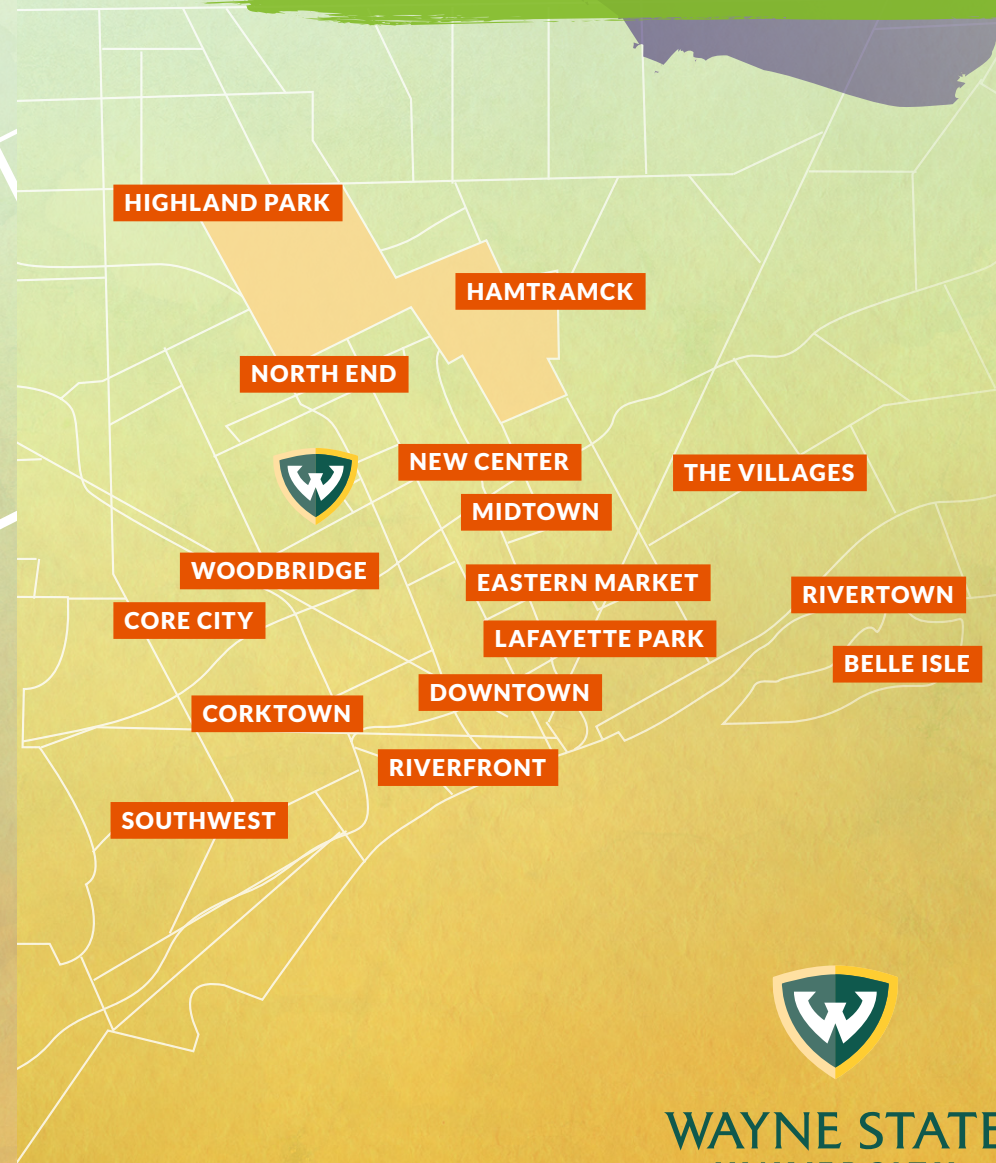 HIGHLAND PARK
HAMTRAMCK
NORTH END
NEW CENTER
THE VILLAGES
MIDTOWN
WOODBRIDGE
EASTERN MARKET
RIVERTOWN
CORE CITY
LAFAYETTE PARK
BELLE ISLE
DOWNTOWN
CORKTOWN
RIVERFRONT
SOUTHWEST
W
W
WAYNE STATE